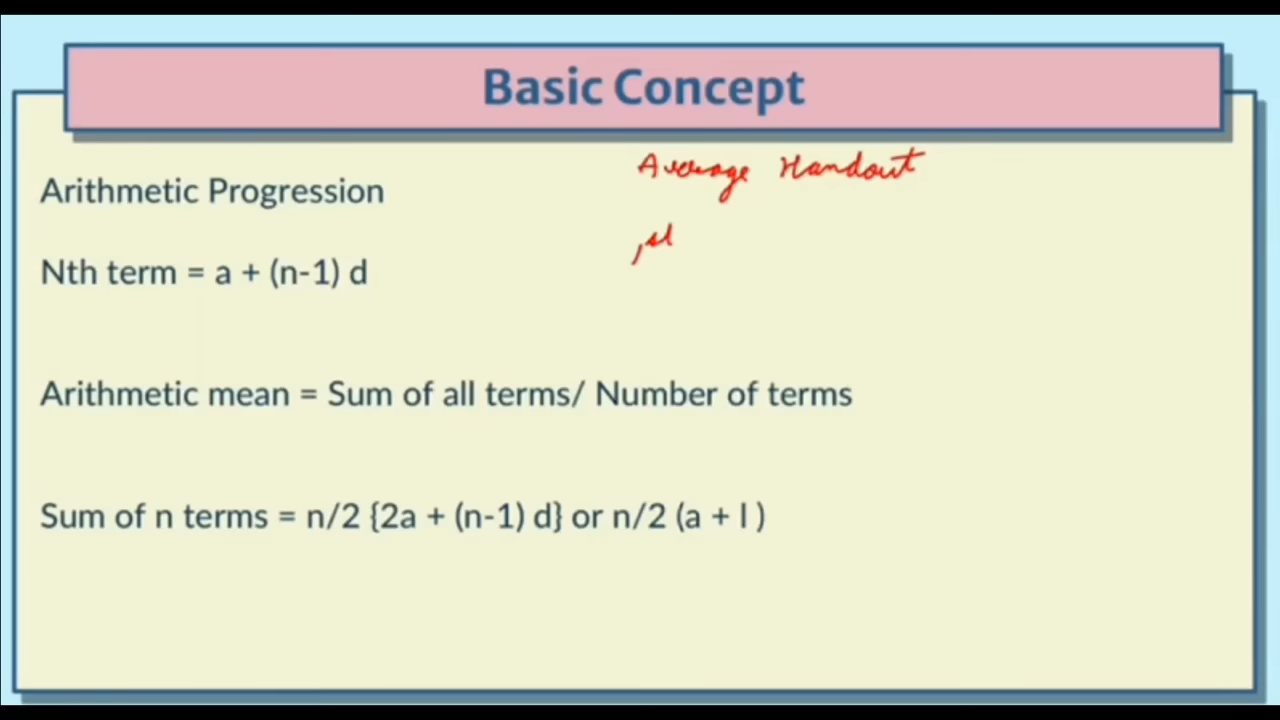 Basic Concept
Average Handout
Arithmetic Progression
1st
Nth term = a + (n-1) d
Arithmetic mean = Sum of all terms/ Number of terms
Sum of n terms = n/2 {2a + (n-1) d} or n/2 (a + l )